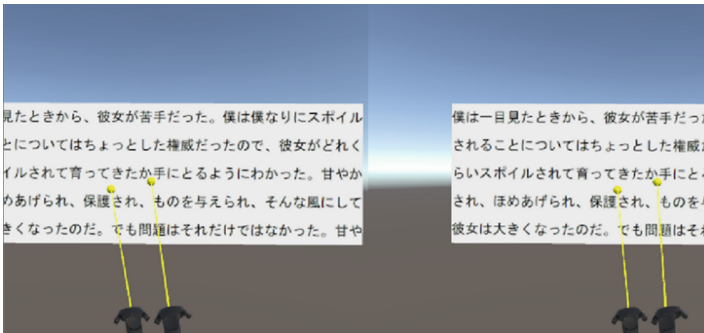 見たときから、彼女が苦手だった。僕は僕なりにスポイル
とについてはちょっとした権威だったので、彼女がどれく
イルされて育ってきたか手にとるようにわかった。甘やか
めあげられ、保護され、ものを与えられ、そんな風にして
きくなったのだ。でも問題はそれだけではなかった。甘や
僕は一目見たときから、彼女が苦手だっ
されることについてはちょっとした権威
らいスポイルされて育ってきたか手にと
され、ほめあげられ、保護され、ものを
彼女は大きくなったのだ。でも問題はそ